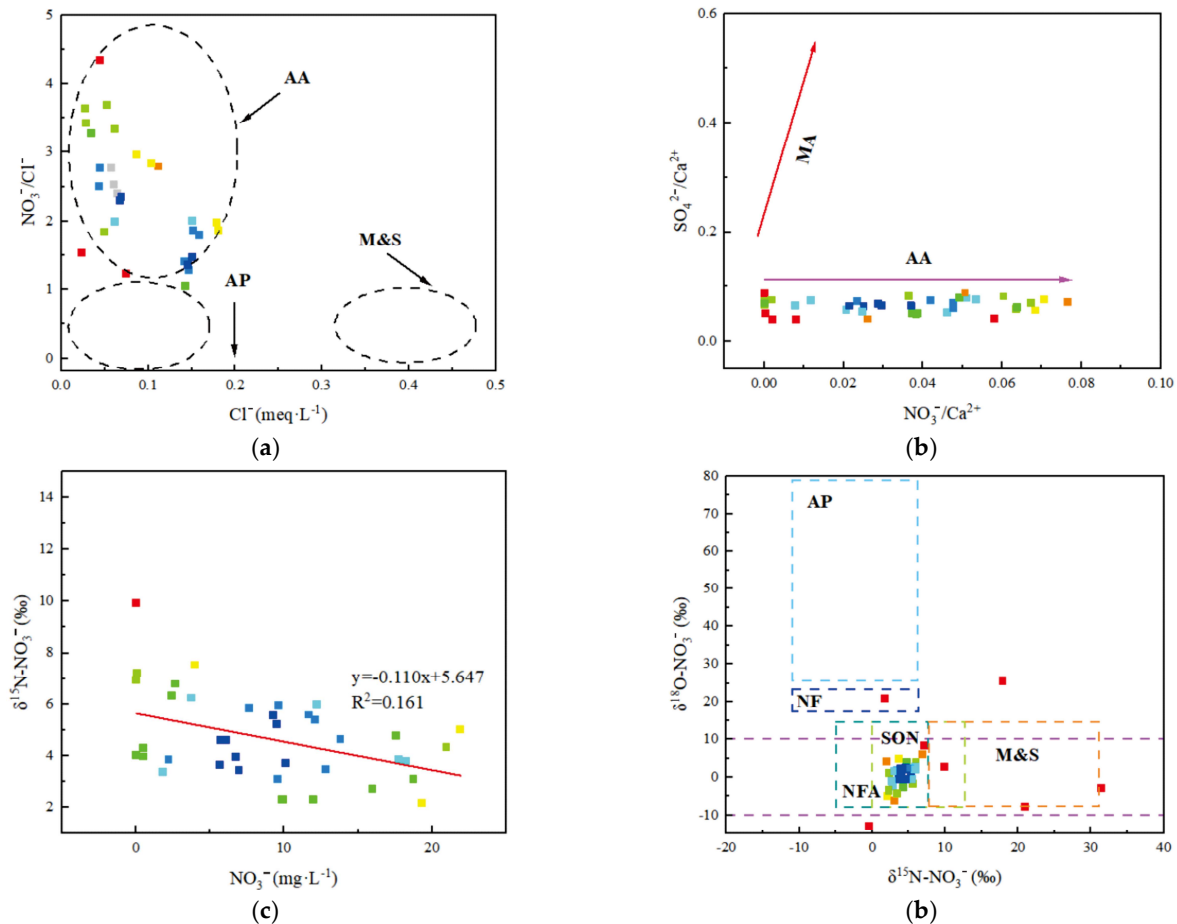 5
4
3
2
1
0
NO₃⁻/Cl⁻
AA
M&S
AP
0.0 0.1 0.2 0.3 0.4 0.5
Cl⁻(meq·L⁻¹)
(a)
0.6
0.4
0.2
0.0
SO₄²⁻/Ca²⁺
MA
AA
0.00 0.02 0.04 0.06 0.08 0.10
NO₃⁻/Ca²⁺
(b)
14
12
10
8
6
4
2
δ¹⁵N-NO₃⁻ (‰)
y=-0.110x+5.647
R²=0.161
0 10 20
NO₃⁻ (mg·L⁻¹)
(c)
80
70
60
50
40
30
20
10
0
-10
-20
δ¹⁸O-NO₃⁻ (‰)
AP
NF
SON
M&S
NFA
-20 -10 0 10 20 30 40
δ¹⁵N-NO₃⁻ (‰)
(b)